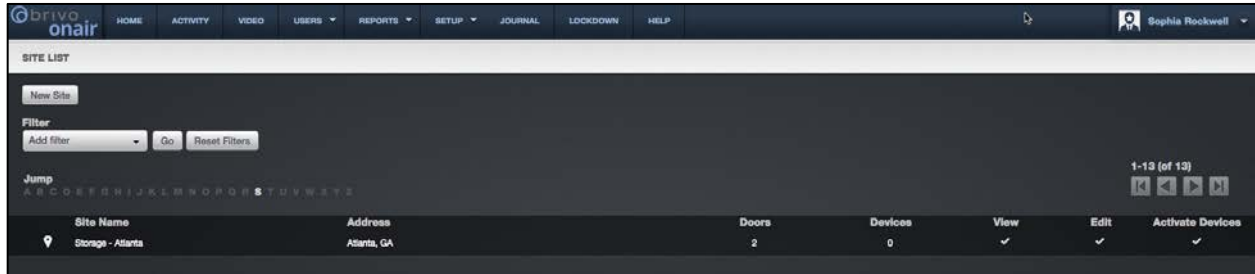 brivo onair HOME ACTIVITY VIDEO USERS REPORTS SETUP JOURNAL LOCKDOWN HELP Sophia Rockwell
SITE LIST
New Site
Filter
Add filter Go Reset Filters
1-13 (of 13)
Jump
A B C D E F G H I J K L M N O P Q R S T U V W X Y Z
Site Name Address Doors Devices View Edit Activate Devices
Storage - Atlanta Atlanta, GA 2 0